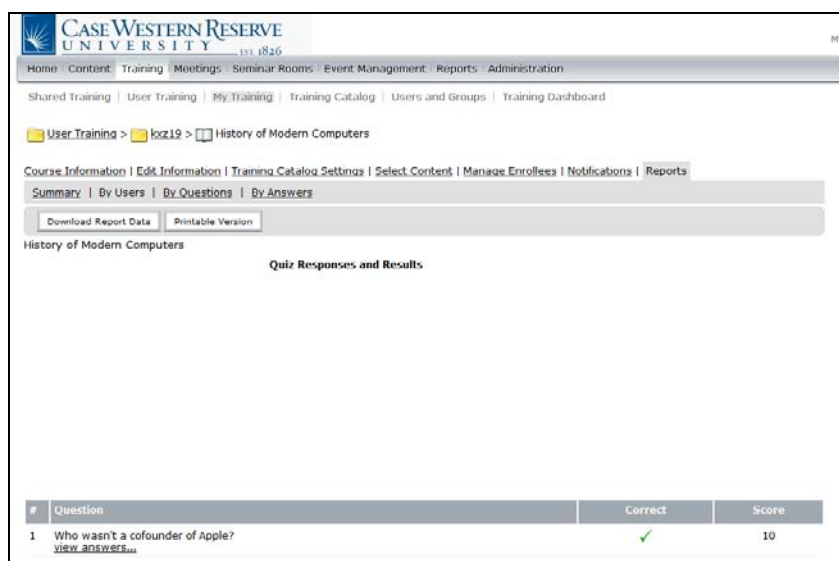 CASE WESTERN RESERVE
UNIVERSITY EST. 1826
M
Home Content Training Meetings Seminar Rooms Event Management Reports Administration
Shared Training | User Training | My Training | Training Catalog | Users and Groups | Training Dashboard
User Training > kxz19 > History of Modern Computers
Course Information | Edit Information | Training Catalog Settings | Select Content | Manage Enrollees | Notifications | Reports
Summary | By Users | By Questions | By Answers
Download Report Data Printable Version
History of Modern Computers
Quiz Responses and Results
# Question Correct Score
1 Who wasn't a cofounder of Apple? ✓ 10
view answers...